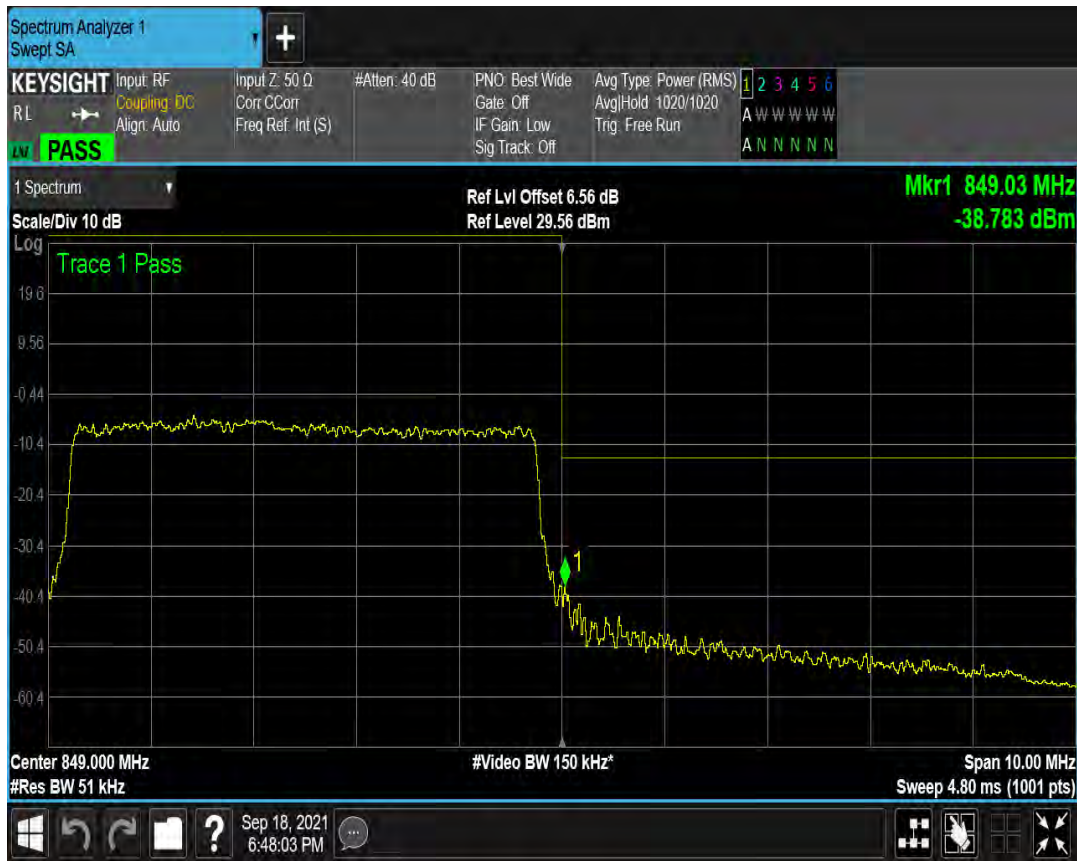 Spectrum Analyzer 1
Swept SA
+
KEYSIGHT
RL
PASS
Input: RF
Coupling: DC
Align: Auto
Input Z: 50 Ω
Corr CCorr
Freq Ref: Int (S)
#Atten: 40 dB
PNO: Best Wide
Gate: Off
IF Gain: Low
Sig Track: Off
Avg Type: Power (RMS)
Avg|Hold: 1020/1020
Trig: Free Run
1 2 3 4 5 6
A W W W W W
A N N N N N
1 Spectrum
Scale/Div 10 dB
Ref Lvl Offset 6.56 dB
Ref Level 29.56 dBm
Mkr1 849.03 MHz
-38.783 dBm
Log
Trace 1 Pass
19.6
9.56
-0.44
-10.4
-20.4
-30.4
-40.4
-50.4
-60.4
1
Center 849.000 MHz
#Res BW 51 kHz
#Video BW 150 kHz*
Span 10.00 MHz
Sweep 4.80 ms (1001 pts)
?
Sep 18, 2021
6:48:03 PM